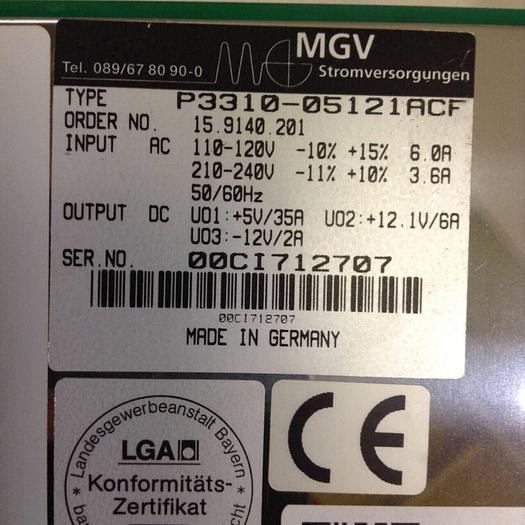 MGV
Tel. 089/67 80 90-0 Stromversorgungen
TYPE P3310-05121ACF
ORDER NO. 15.9140.201
INPUT AC 110-120V -10% +15% 6.0A
210-240V -11% +10% 3.6A
50/60Hz
OUTPUT DC U01:+5V/35A U02:+12.1V/6A
U03:-12V/2A
SER.NO. 00CI712707
00CI712707
MADE IN GERMANY
Landesgewerbeanstalt Bayern
LGA
Konformitäts-
Zertifikat
CE